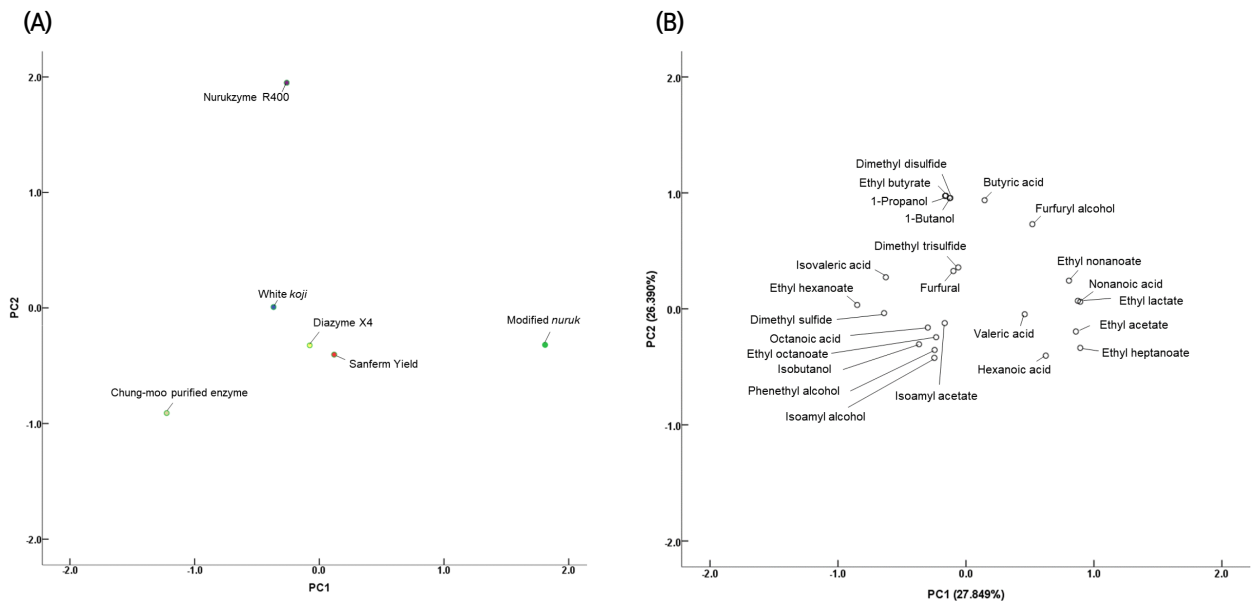 (A)
2.0
1.0
0.0
-1.0
-2.0
PC2
Nurukzyme R400
White koji
Diazyme X4
Sanferm Yield
Modified nuruk
Chung-moo purified enzyme
-2.0 -1.0 0.0 1.0 2.0
PC1
(B)
2.0
1.0
0.0
-1.0
-2.0
PC2 (26.390%)
Dimethyl disulfide
Ethyl butyrate
1-Propanol
1-Butanol
Butyric acid
Furfuryl alcohol
Dimethyl trisulfide
Isovaleric acid
Furfural
Ethyl nonanoate
Ethyl hexanoate
Nonanoic acid
Ethyl lactate
Dimethyl sulfide
Octanoic acid
Valeric acid
Ethyl acetate
Ethyl octanoate
Isobutanol
Hexanoic acid
Ethyl heptanoate
Phenethyl alcohol
Isoamyl acetate
Isoamyl alcohol
-2.0 -1.0 0.0 1.0 2.0
PC1 (27.849%)